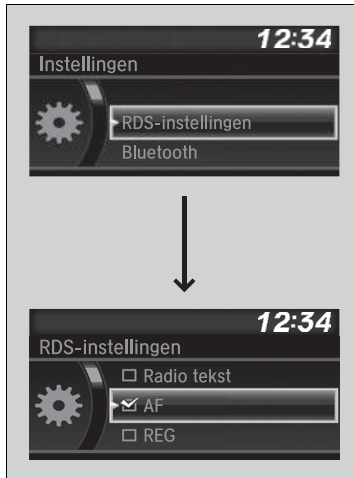 12:34
Instellingen
RDS-instellingen
Bluetooth
12:34
RDS-instellingen
Radio tekst
AF
REG